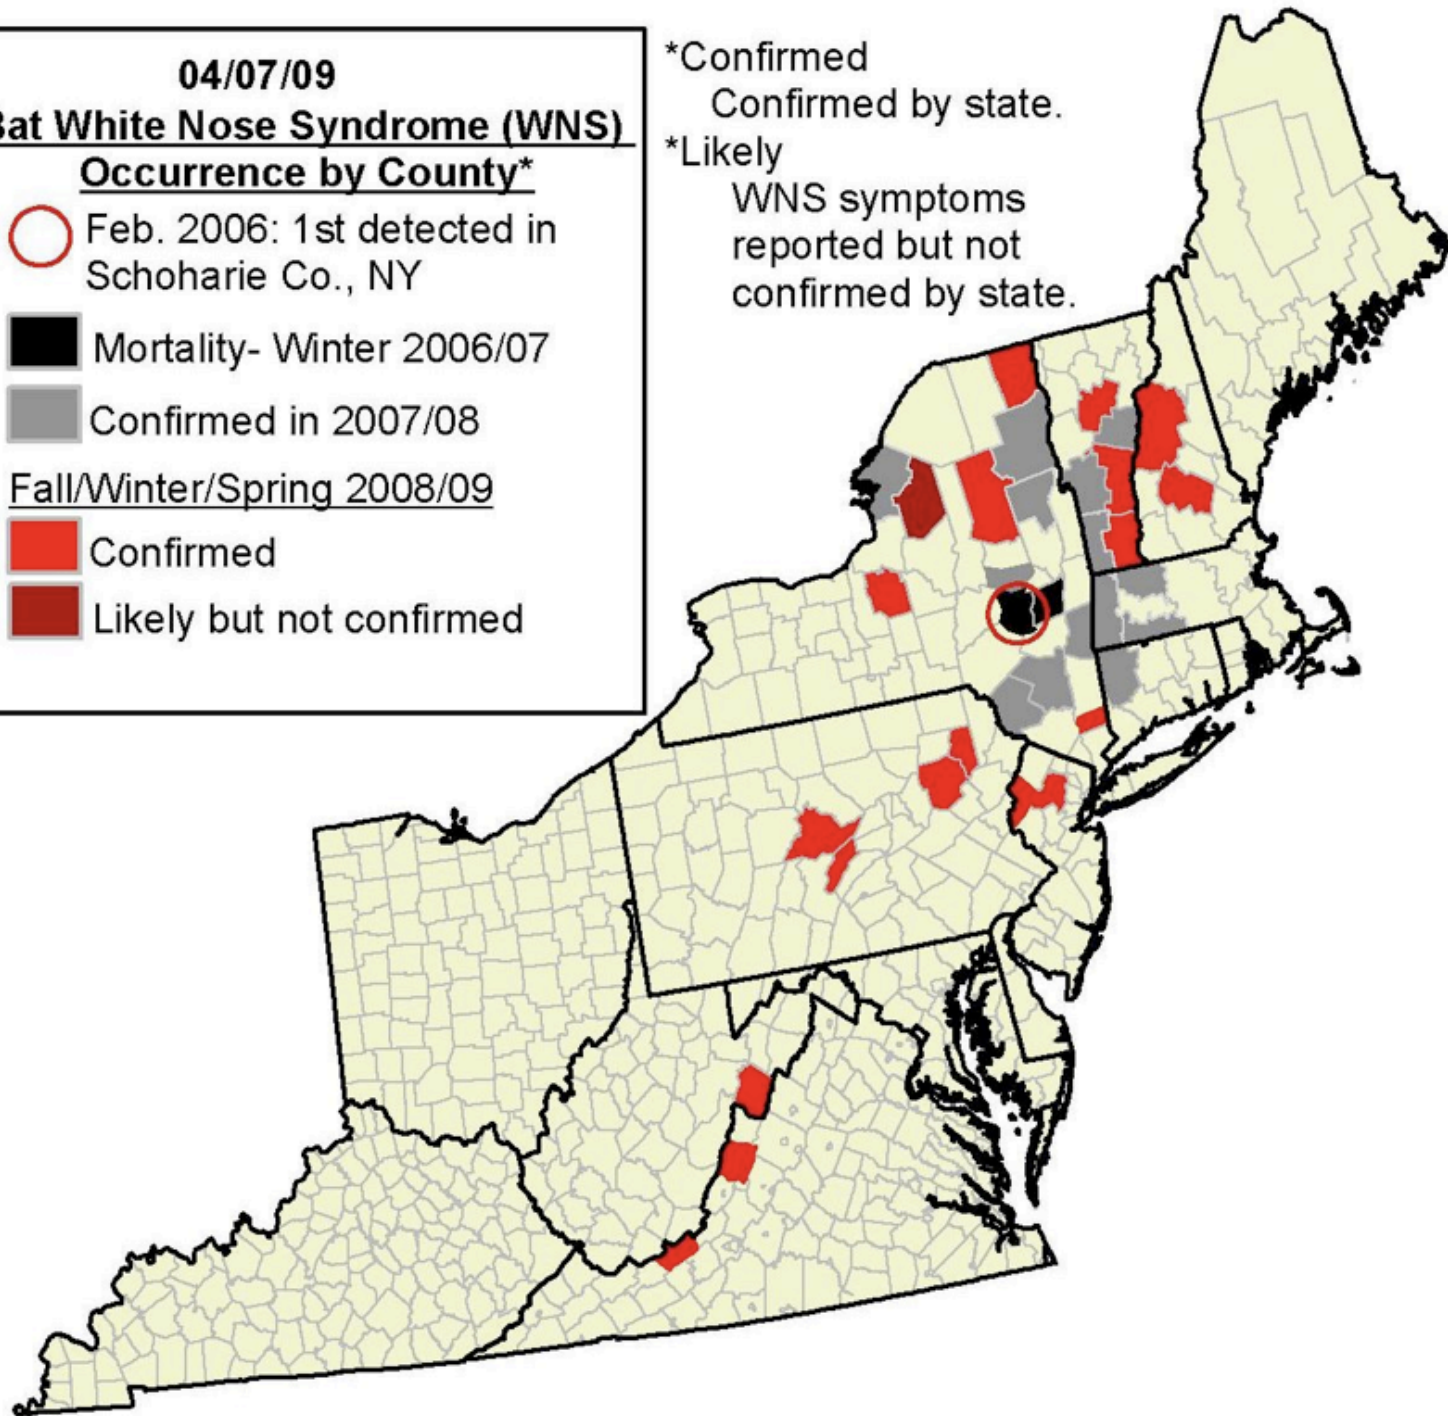 04/07/09
Bat White Nose Syndrome (WNS)
Occurrence by County*
Feb. 2006: 1st detected in
Schoharie Co., NY
Mortality- Winter 2006/07
Confirmed in 2007/08
Fall/Winter/Spring 2008/09
Confirmed
Likely but not confirmed
*Confirmed
Confirmed by state.
*Likely
WNS symptoms
reported but not
confirmed by state.